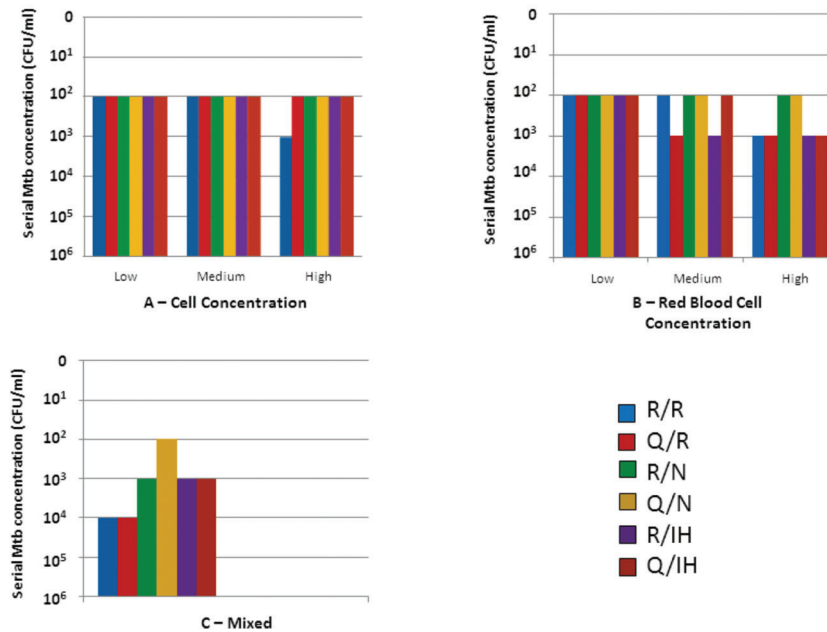 Serial Mtb concentration (CFU/ml)
0
10¹
10²
10³
10⁴
10⁵
10⁶
Low Medium High
A – Cell Concentration
Serial Mtb concentration (CFU/ml)
0
10¹
10²
10³
10⁴
10⁵
10⁶
Low Medium High
B – Red Blood Cell
Concentration
Serial Mtb concentration (CFU/ml)
0
10¹
10²
10³
10⁴
10⁵
10⁶
C – Mixed
R/R
Q/R
R/N
Q/N
R/IH
Q/IH